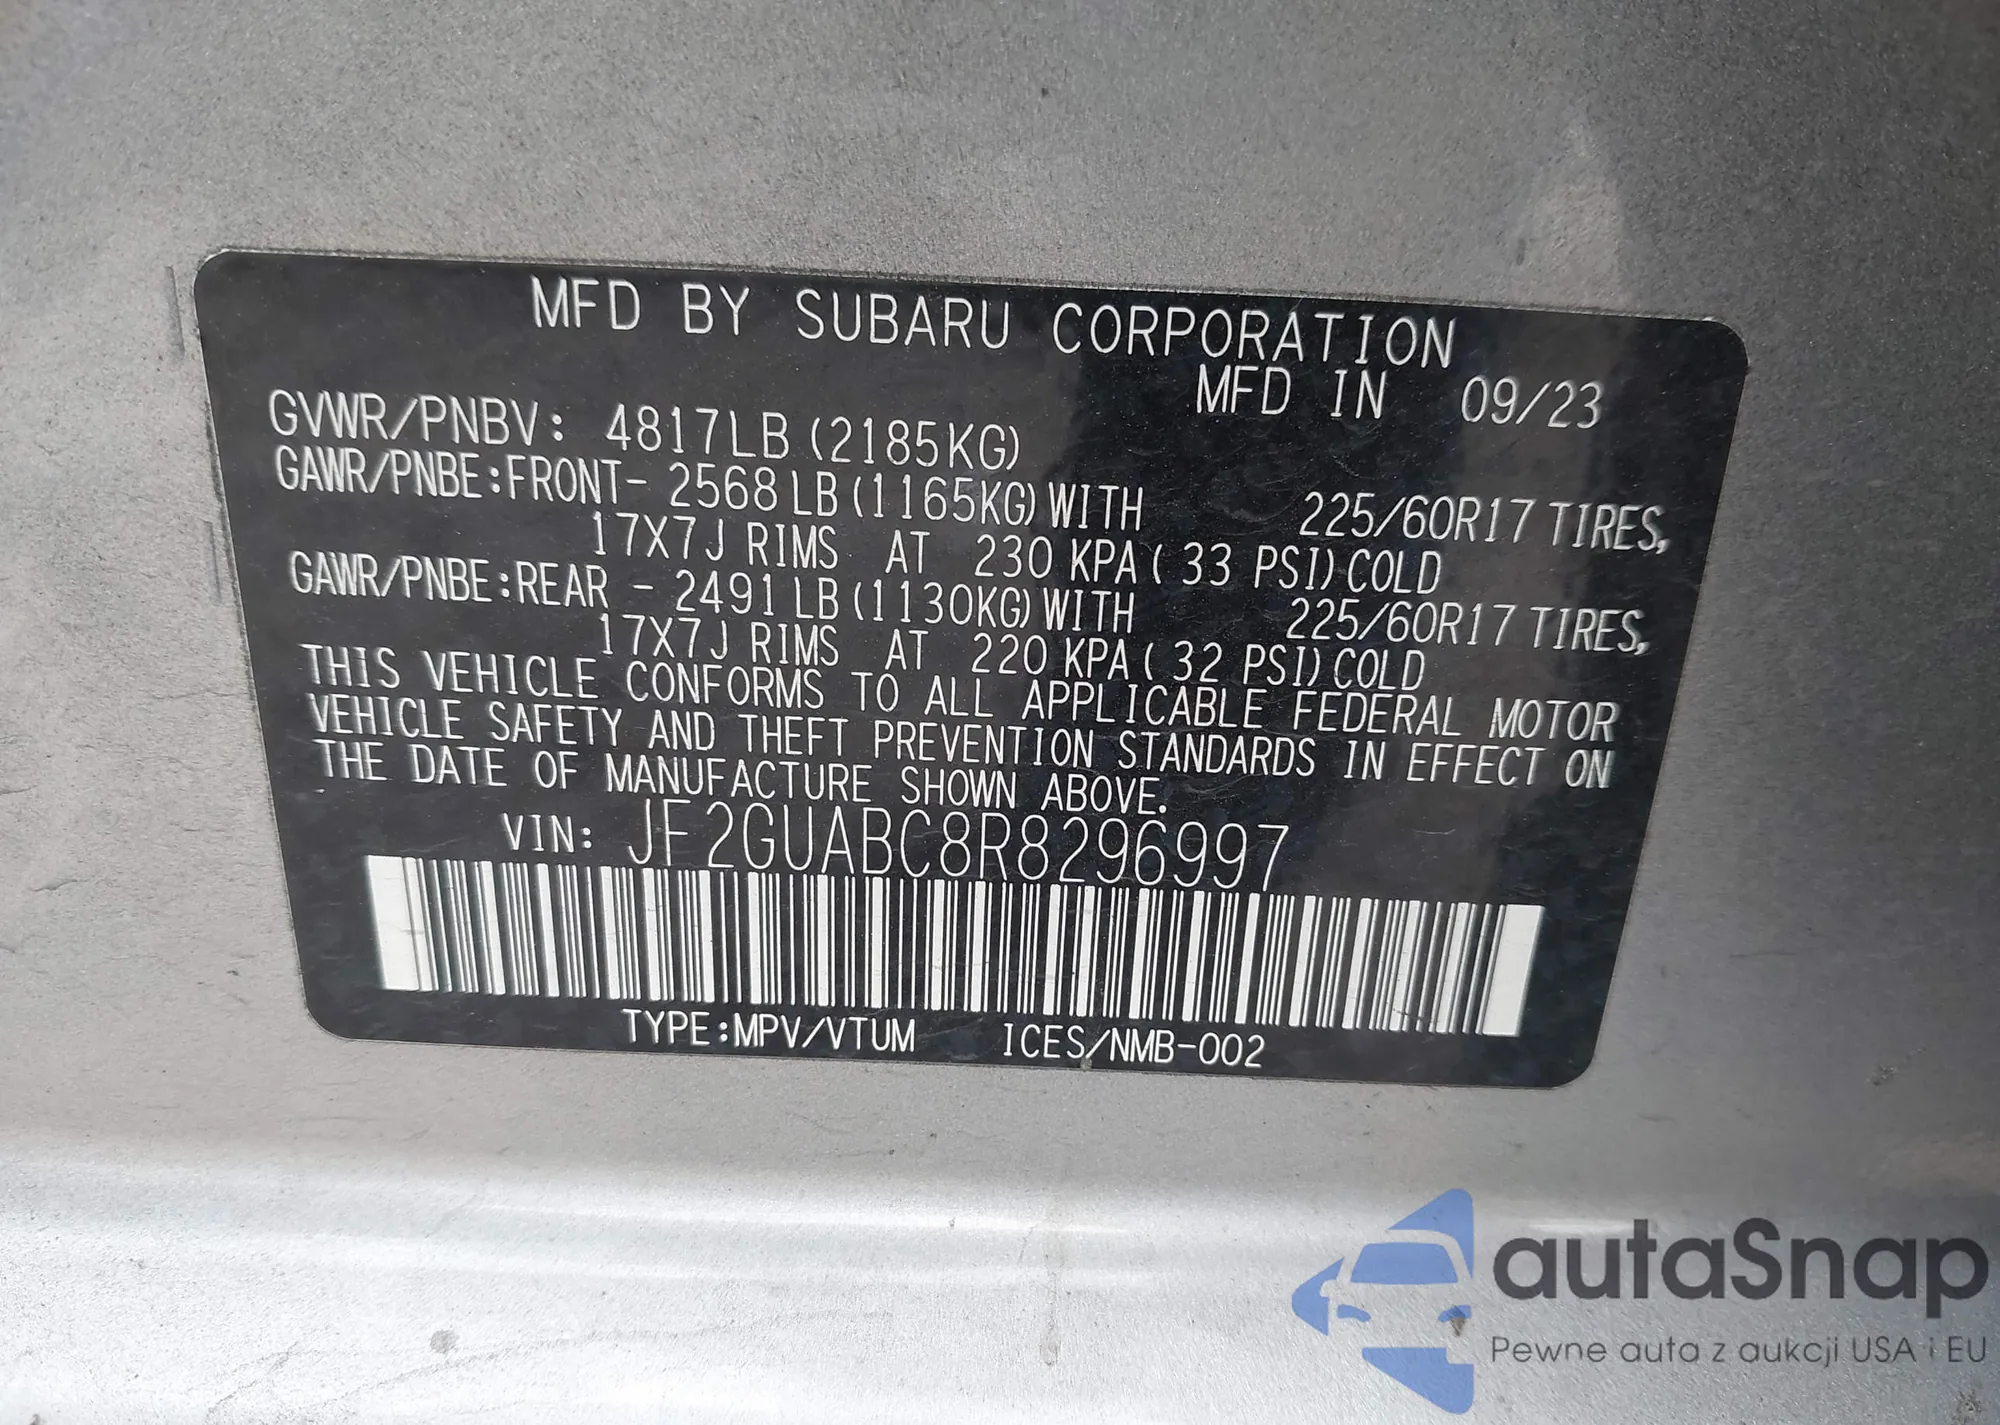 MFD BY SUBARU CORPORATION
MFD IN 09/23
GVWR/PNBV: 4817LB (2185KG)
GAWR/PNBE:FRONT- 2568 LB (1165KG) WITH 225/60R17 TIRES,
17X7J RIMS AT 230 KPA ( 33 PSI) COLD
GAWR/PNBE:REAR - 2491 LB (1130KG) WITH 225/60R17 TIRES,
17X7J RIMS AT 220 KPA ( 32 PSI) COLD
THIS VEHICLE CONFORMS TO ALL APPLICABLE FEDERAL MOTOR
VEHICLE SAFETY AND THEFT PREVENTION STANDARDS IN EFFECT ON
THE DATE OF MANUFACTURE SHOWN ABOVE.
VIN: JF2GUABC8R8296997
TYPE:MPV/VTUM ICES/NMB-002
autaSnap
Pewne auta z aukcji USA i EU